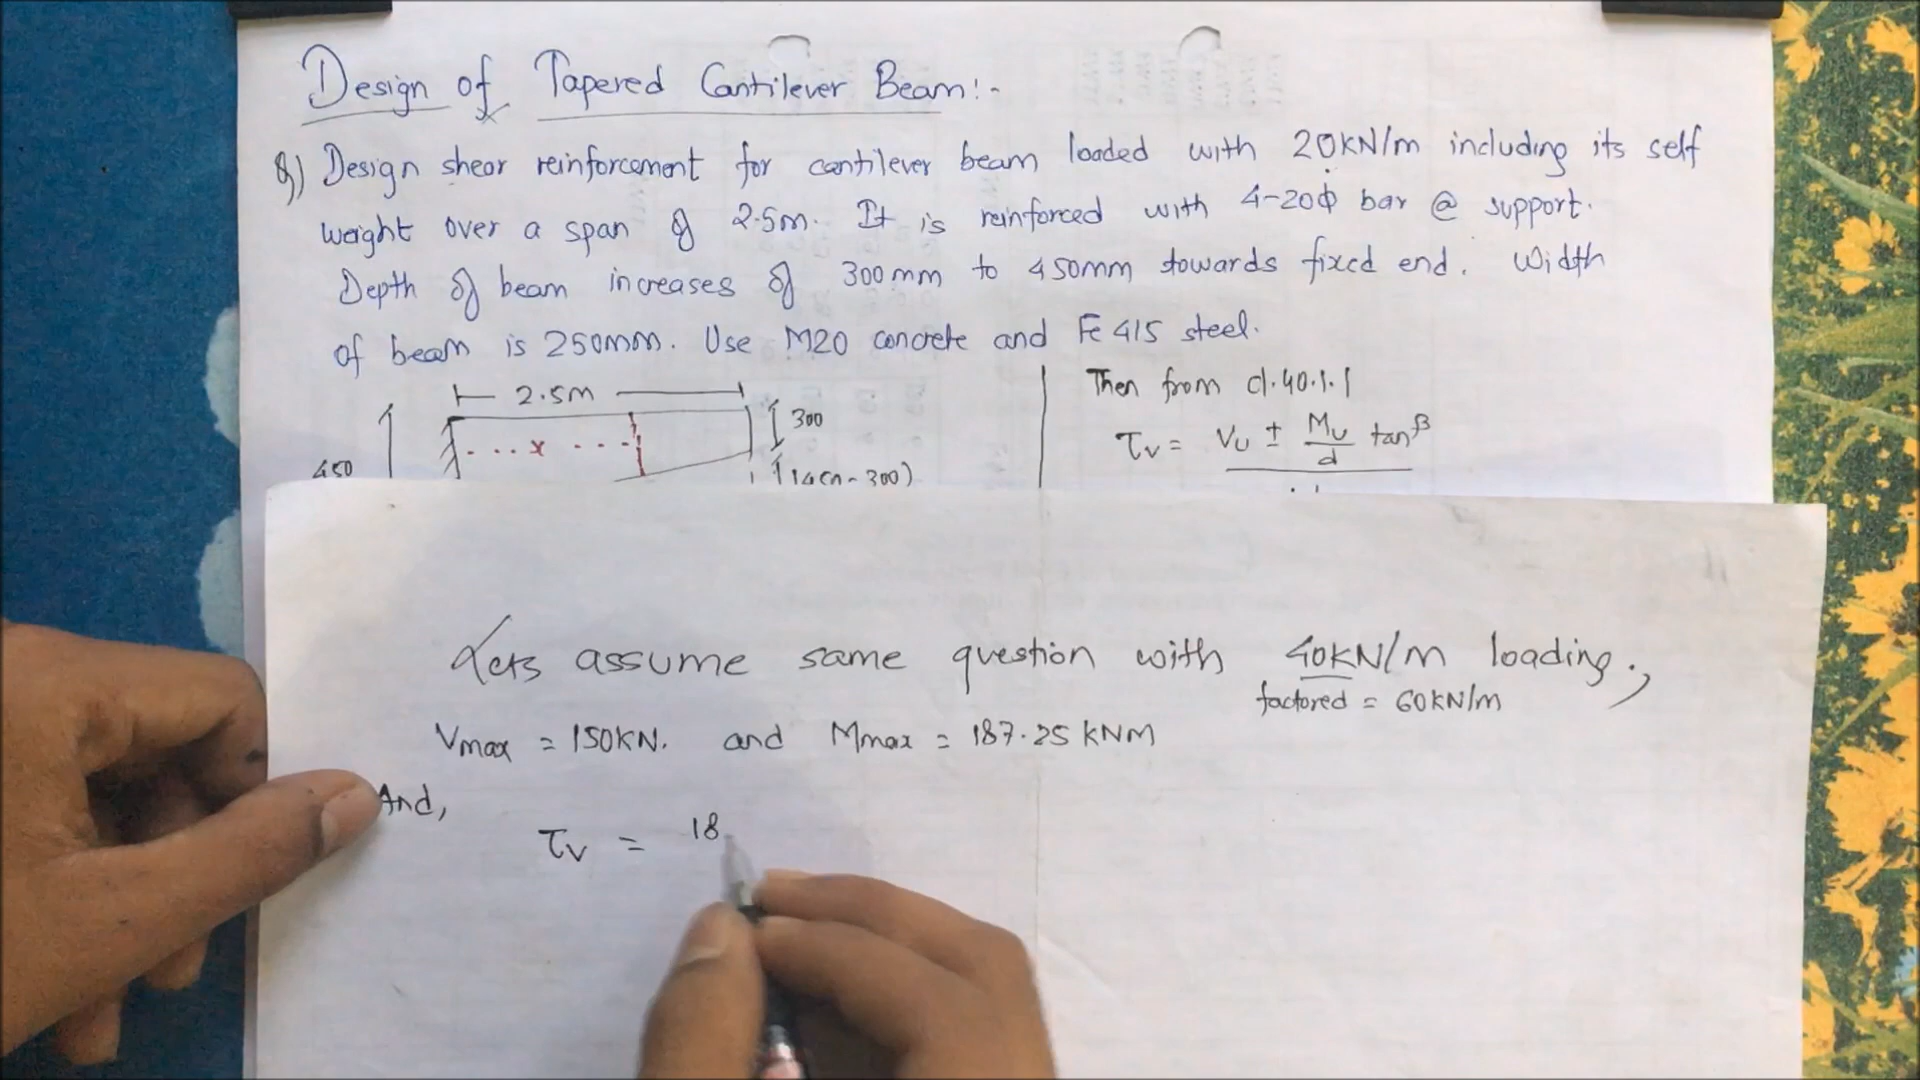 Design of Tapered Cantilever Beam:-
Q) Design shear reinforcement for cantilever beam loaded with 20KN/m including its self
weight over a span of 2.5m. It is reinforced with 4-20ϕ bar @ support.
Depth of beam increases of 300mm to 450mm stowards fixed end. Width
of beam is 250mm. Use M20 concrete and Fe 415 steel.
2.5m
300
x
450
Then from cl.40.1.1
τv = Vu ± Mu/d tanβ
Lets assume same question with 40KN/m loading.,
factored = 60KN/m
Vmax = 150KN. and Mmax = 187.25 KNM
And,
τv = 18